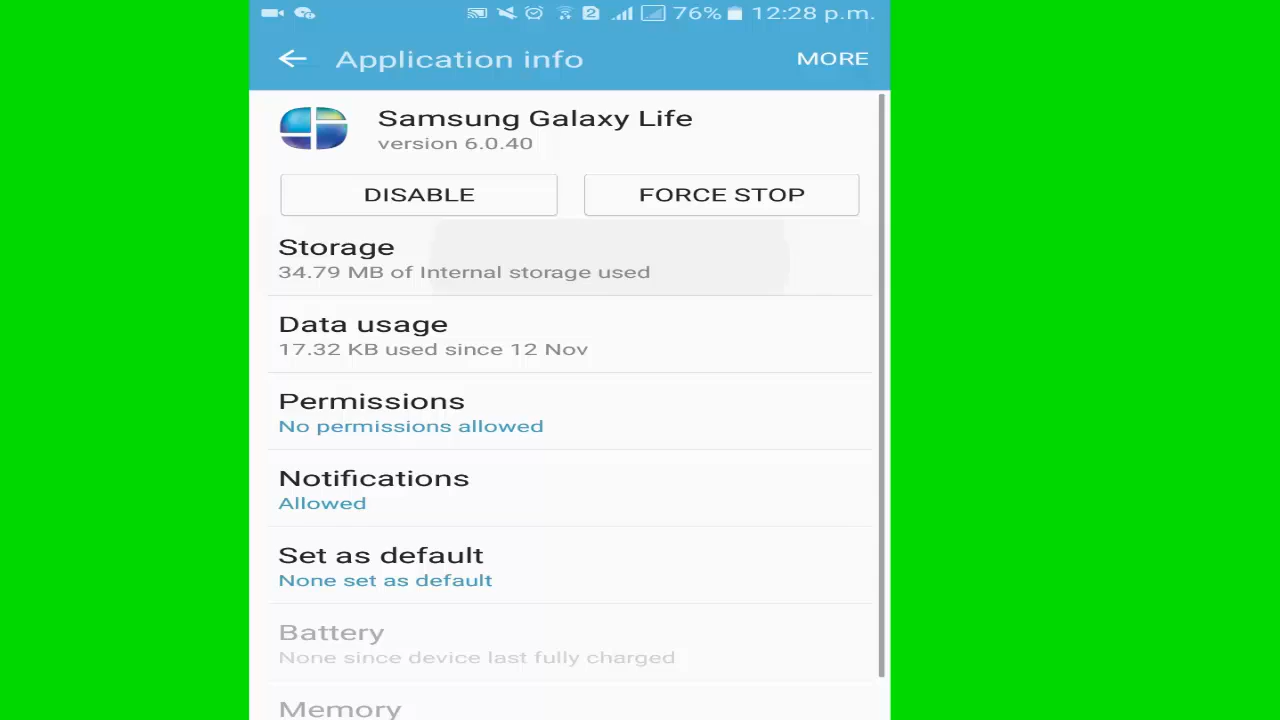 2 76% 12:28 p.m.
Application info MORE
Samsung Galaxy Life
version 6.0.40
DISABLE FORCE STOP
Storage
34.79 MB of Internal storage used
Data usage
17.32 KB used since 12 Nov
Permissions
No permissions allowed
Notifications
Allowed
Set as default
None set as default
Battery
None since device last fully charged
Memory